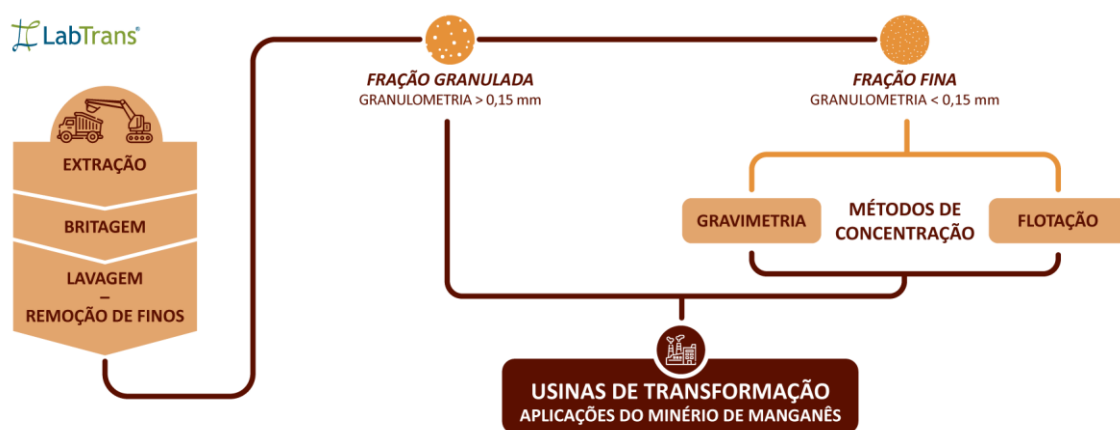 LabTrans®
EXTRAÇÃO
BRITAGEM
LAVAGEM
–
REMOÇÃO DE FINOS
FRAÇÃO GRANULADA
GRANULOMETRIA > 0,15 mm
FRAÇÃO FINA
GRANULOMETRIA < 0,15 mm
GRAVIMETRIA
MÉTODOS DE
CONCENTRAÇÃO
FLOTAÇÃO
USINAS DE TRANSFORMAÇÃO
APLICAÇÕES DO MINÉRIO DE MANGANÊS